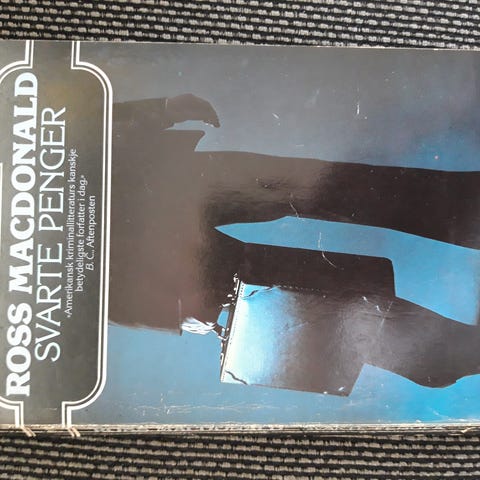 ROSS MACDONALD
SVARTE PENGER
«Amerikansk kriminallitteraturs kanskje
betydeligste forfatter i dag.»
B. C., Aftenposten